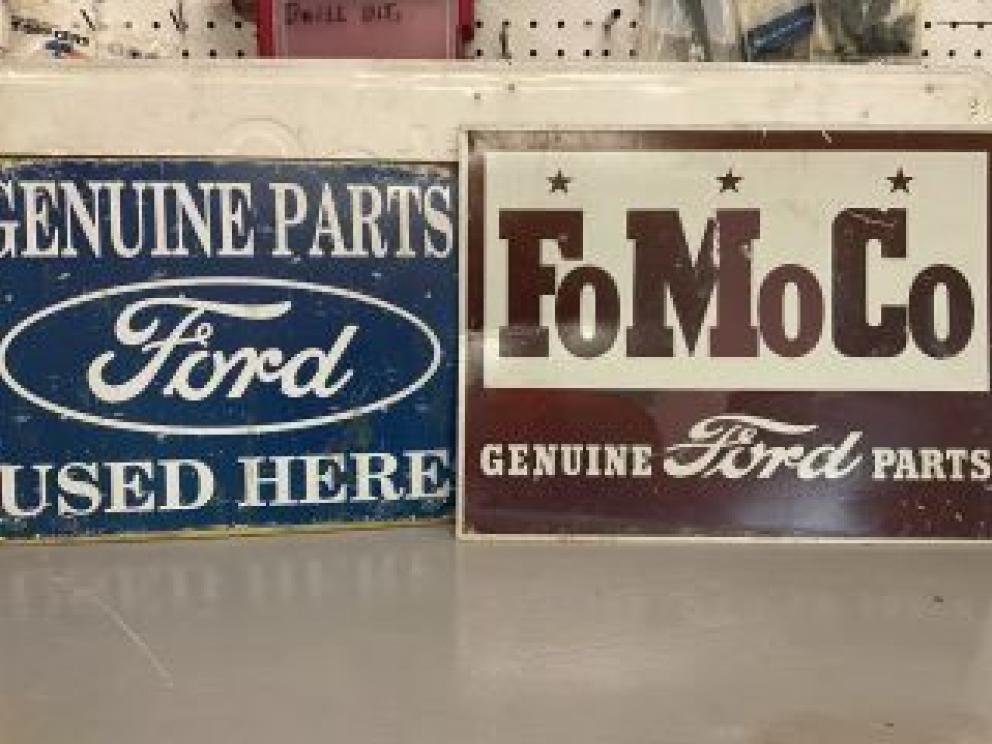 DRILL BIT,
GENUINE PARTS
Ford
USED HERE
FoMoCo
GENUINE Ford PARTS